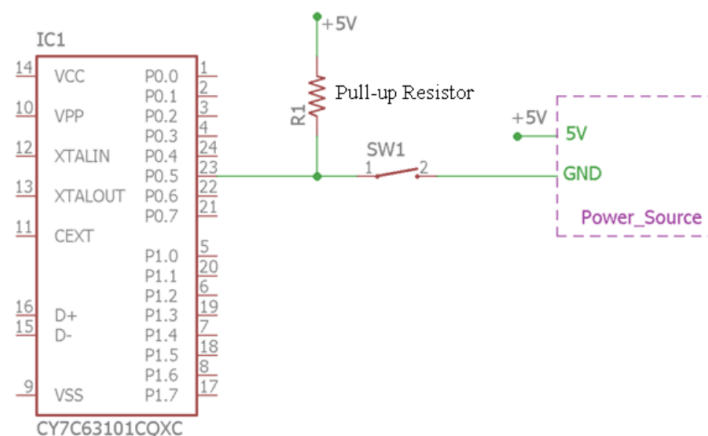 +5V
IC1
14 VCC P0.0 1
P0.1 2
10 VPP P0.2 3
P0.3 4
12 XTALIN P0.4 24
P0.5 23
13 XTALOUT P0.6 22
P0.7 21
11 CEXT
P1.0 5
P1.1 20
P1.2 6
16 D+ P1.3 19
15 D- P1.4 7
P1.5 18
P1.6 8
9 VSS P1.7 17
CY7C63101CQXC
R1
Pull-up Resistor
SW1
1 2
+5V
5V
GND
Power_Source